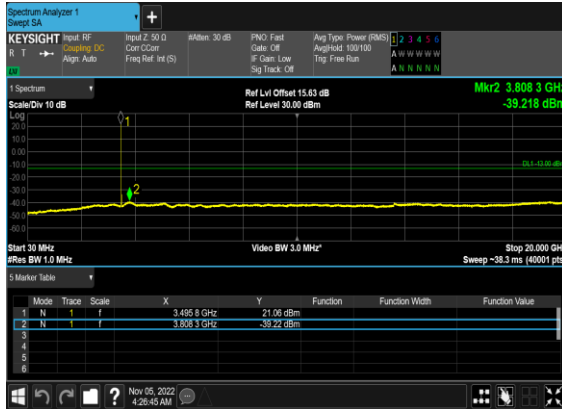 Spectrum Analyzer 1
Swept SA
+
KEYSIGHT Input: RF Input Z: 50 Ω #Atten: 30 dB PNO: Fast Avg Type: Power (RMS) 1 2 3 4 5 6
R T Coupling: DC Corr CCorr Gate: Off Avg|Hold: 100/100 A W W W W W
Align: Auto Freq Ref: Int (S) IF Gain: Low Trig: Free Run
LU Sig Track: Off A N N N N N
1 Spectrum Ref Lvl Offset 15.63 dB Mkr2 3.808 3 GHz
Scale/Div 10 dB Ref Level 30.00 dBm -39.218 dBm
Log
20.0
10.0
0.00
-10.0
-20.0
-30.0
-40.0
-50.0
-60.0
1
2
DL1 -13.00 dBm
Start 30 MHz Video BW 3.0 MHz* Stop 20.000 GHz
#Res BW 1.0 MHz Sweep ~38.3 ms (40001 pts)
5 Marker Table
Mode Trace Scale X Y Function Function Width Function Value
1 N 1 f 3.495 8 GHz 21.06 dBm
2 N 1 f 3.808 3 GHz -39.22 dBm
3
4
5
6
? Nov 05, 2022
4:26:45 AM